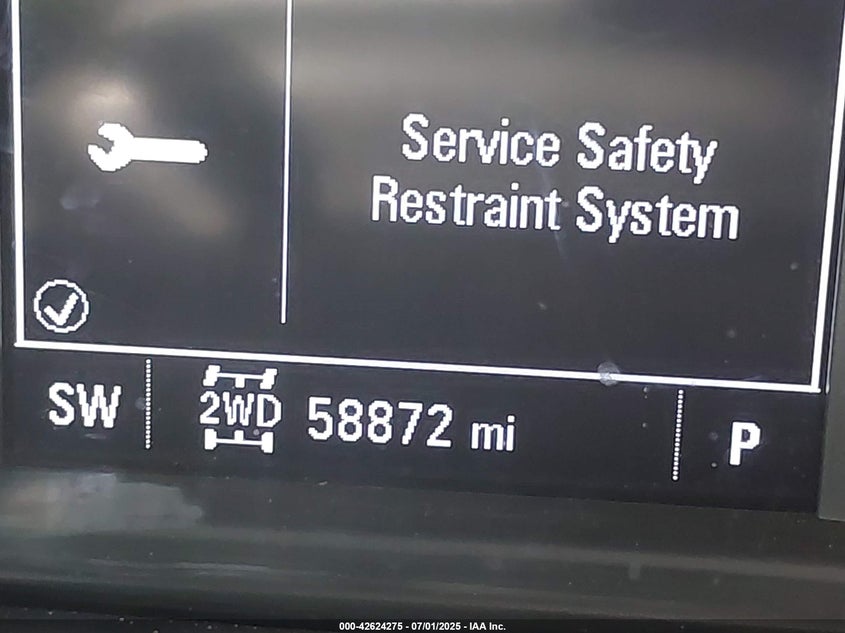 Service Safety
Restraint System
SW 2WD 58872 mi P
000-42624275 - 07/01/2025 - IAA Inc.